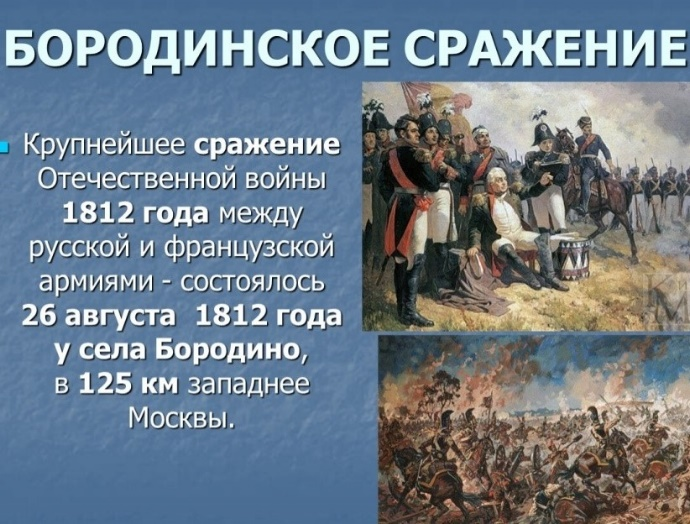 БОРОДИНСКОЕ СРАЖЕНИЕ
Крупнейшее сражение
Отечественной войны
1812 года между
русской и французской
армиями - состоялось
26 августа 1812 года
у села Бородино,
в 125 км западнее
Москвы.